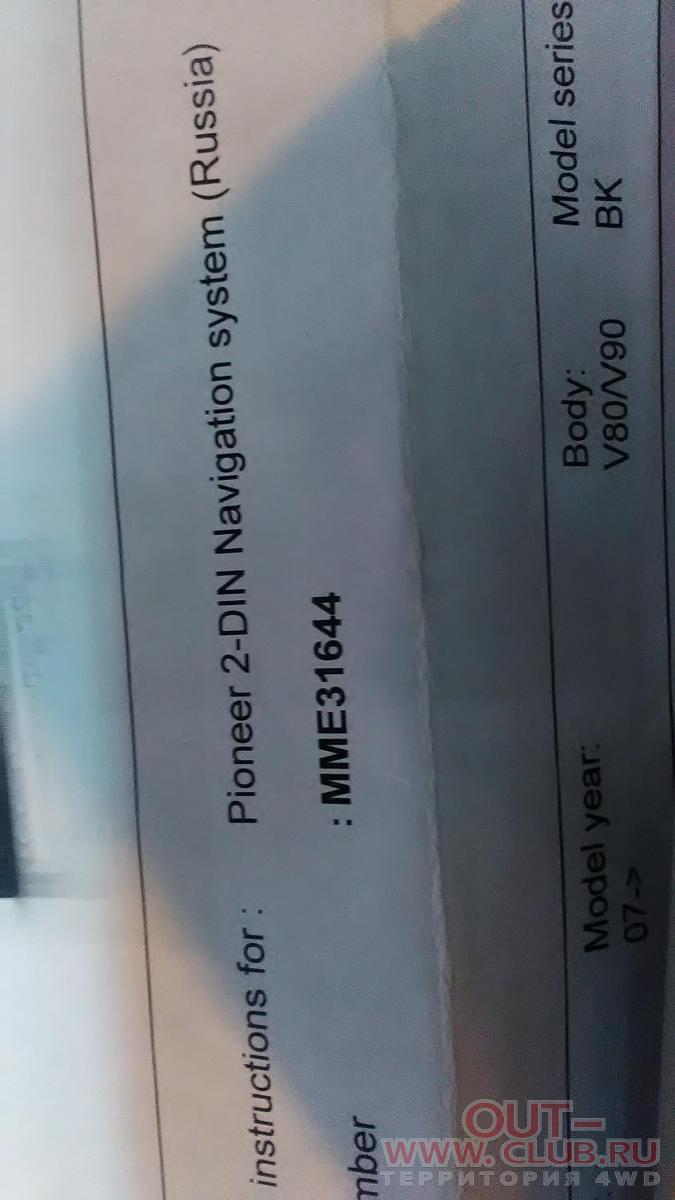 instructions for : Pioneer 2-DIN Navigation system (Russia)
mber : MME31644
Model year: Body: Model series
07-> V80/V90 BK
OUT-
WWW.CLUB.RU
ТЕРРИТОРИЯ 4WD